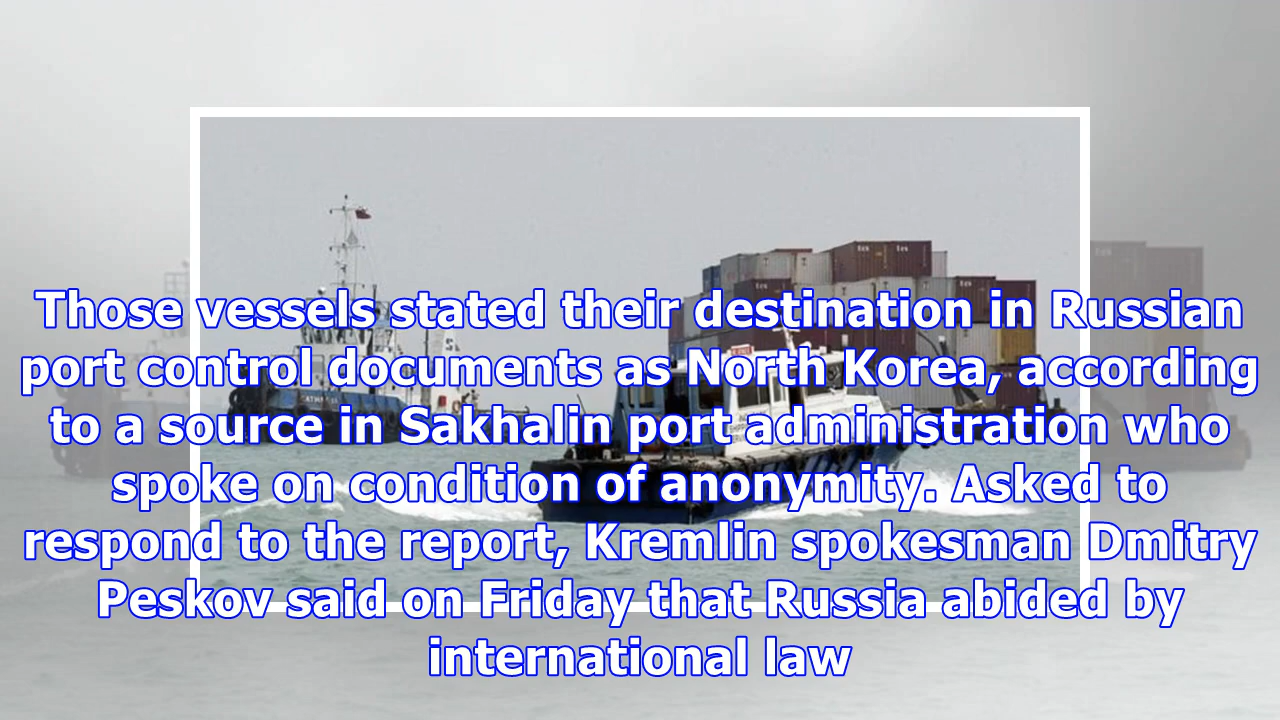 Those vessels stated their destination in Russian
port control documents as North Korea, according
to a source in Sakhalin port administration who
spoke on condition of anonymity. Asked to
respond to the report, Kremlin spokesman Dmitry
Peskov said on Friday that Russia abided by
international law